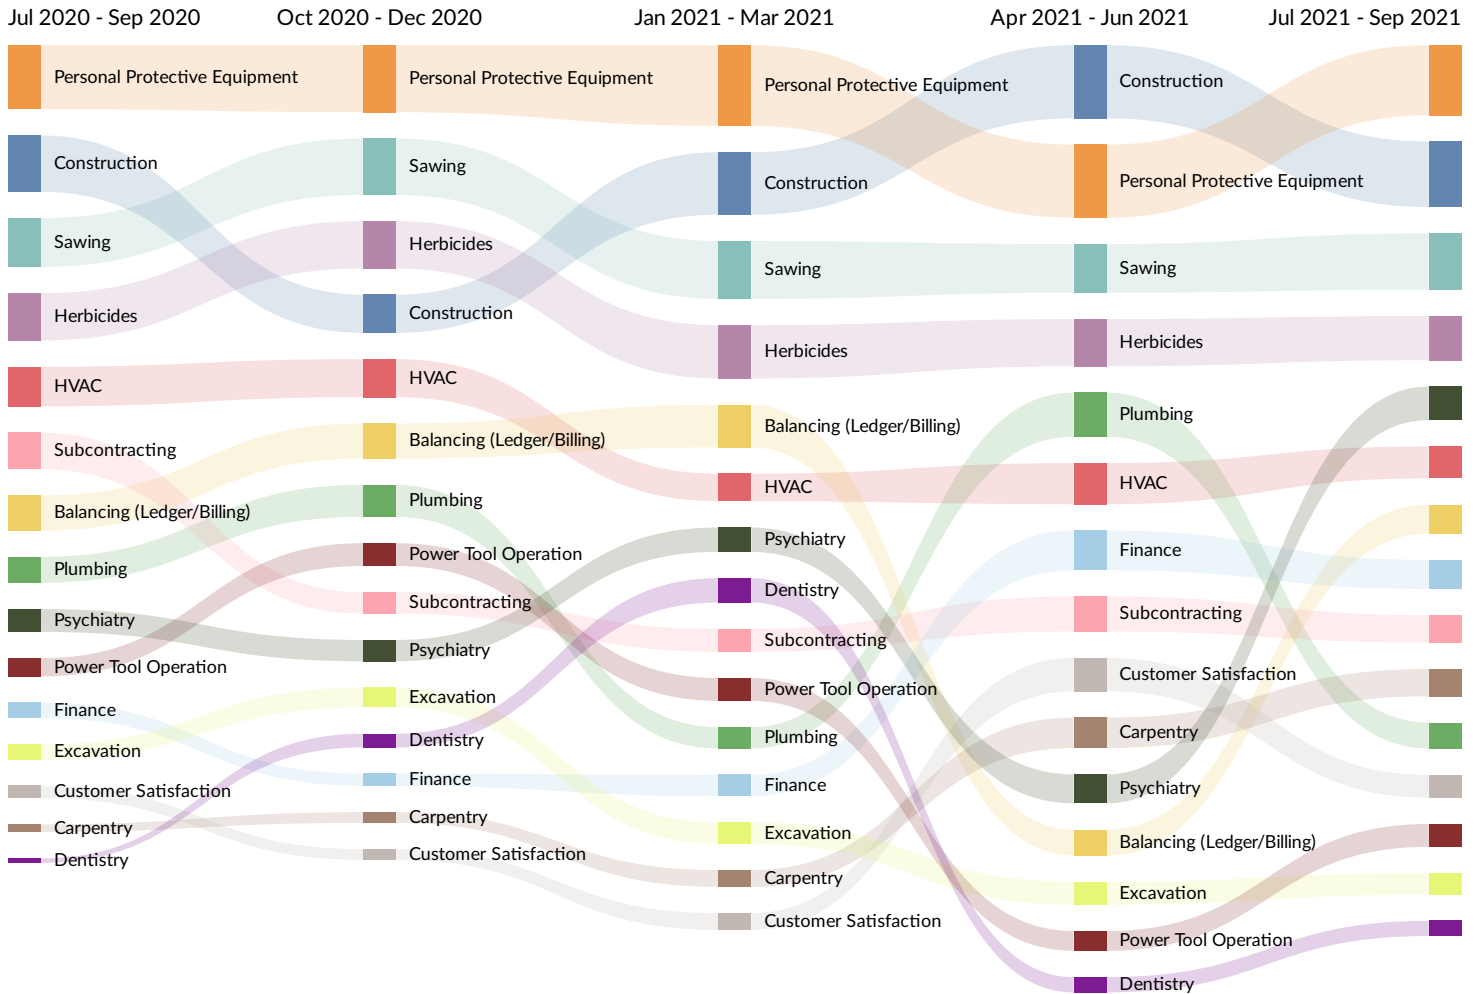 Jul 2020 - Sep 2020
Oct 2020 - Dec 2020
Jan 2021 - Mar 2021
Apr 2021 - Jun 2021
Jul 2021 - Sep 2021
Personal Protective Equipment
Construction
Sawing
Herbicides
HVAC
Subcontracting
Balancing (Ledger/Billing)
Plumbing
Psychiatry
Power Tool Operation
Finance
Excavation
Customer Satisfaction
Carpentry
Dentistry
Personal Protective Equipment
Sawing
Herbicides
Construction
HVAC
Balancing (Ledger/Billing)
Plumbing
Power Tool Operation
Subcontracting
Psychiatry
Excavation
Dentistry
Finance
Carpentry
Customer Satisfaction
Personal Protective Equipment
Construction
Sawing
Herbicides
Balancing (Ledger/Billing)
HVAC
Psychiatry
Dentistry
Subcontracting
Power Tool Operation
Plumbing
Finance
Excavation
Carpentry
Customer Satisfaction
Construction
Personal Protective Equipment
Sawing
Herbicides
Plumbing
HVAC
Finance
Subcontracting
Customer Satisfaction
Carpentry
Psychiatry
Balancing (Ledger/Billing)
Excavation
Power Tool Operation
Dentistry